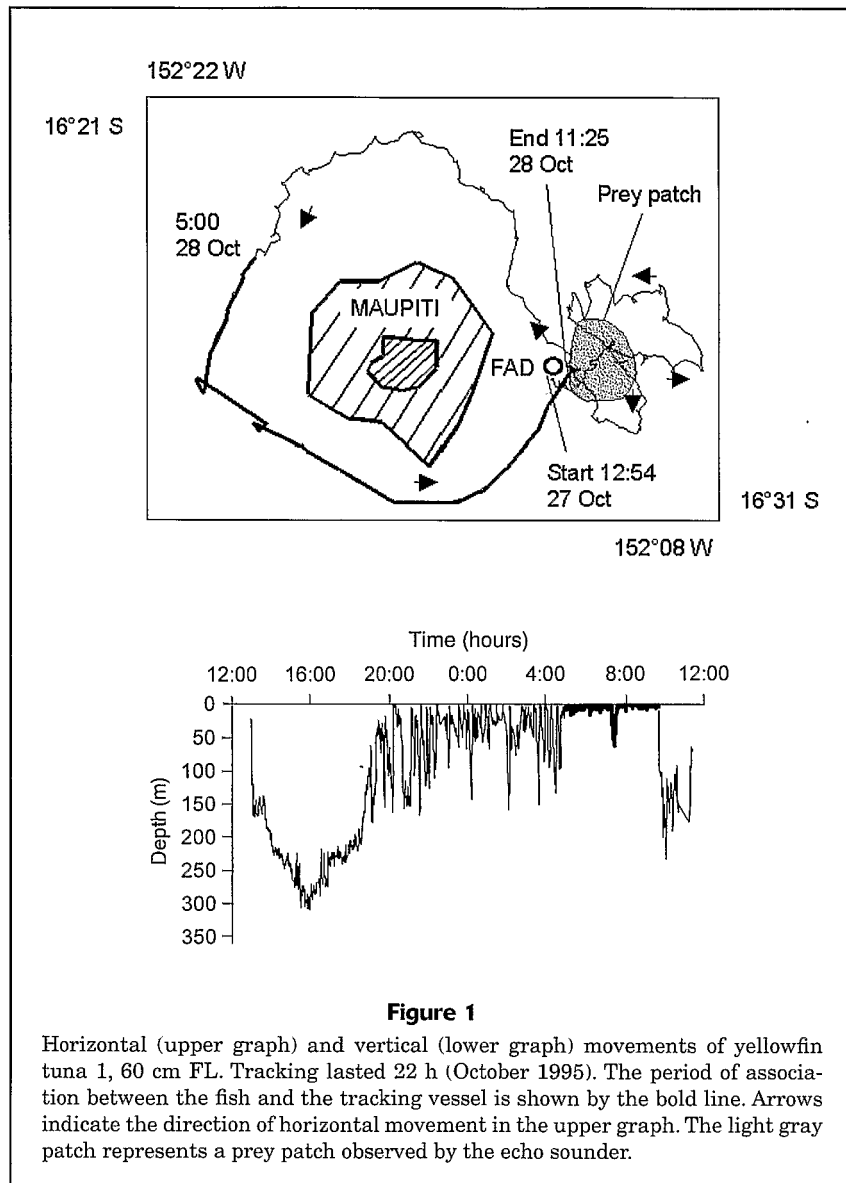 152°22 W
16°21 S
End 11:25
28 Oct
Prey patch
5:00
28 Oct
MAUPITI
FAD
Start 12:54
27 Oct
16°31 S
152°08 W
Time (hours)
12:00 16:00 20:00 0:00 4:00 8:00 12:00
0
50
100
150
200
250
300
350
Depth (m)
Figure 1
Horizontal (upper graph) and vertical (lower graph) movements of yellowfin
tuna 1, 60 cm FL. Tracking lasted 22 h (October 1995). The period of associa-
tion between the fish and the tracking vessel is shown by the bold line. Arrows
indicate the direction of horizontal movement in the upper graph. The light gray
patch represents a prey patch observed by the echo sounder.